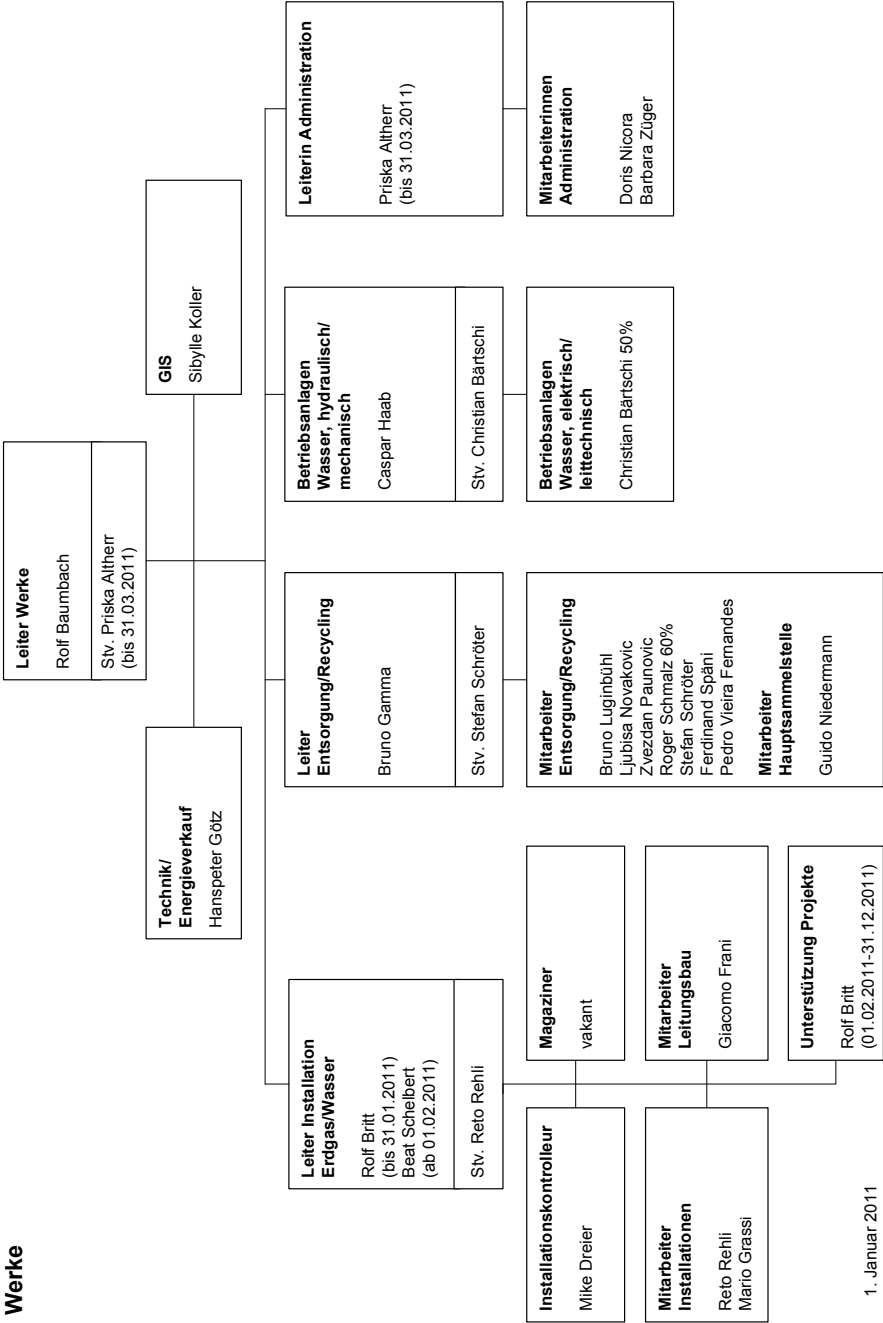 Werke
Leiter Werke
Rolf Baumbach
Stv. Priska Altherr
(bis 31.03.2011)
Technik/
Energieverkauf
Hanspeter Götz
GIS
Sibylle Koller
Leiter Installation
Erdgas/Wasser
Rolf Britt
(bis 31.01.2011)
Beat Schelbert
(ab 01.02.2011)
Stv. Reto Rehli
Leiter
Entsorgung/Recycling
Bruno Gamma
Stv. Stefan Schröter
Betriebsanlagen
Wasser, hydraulisch/
mechanisch
Caspar Haab
Stv. Christian Bärtschi
Leiterin Administration
Priska Altherr
(bis 31.03.2011)
Installationskontrolleur
Mike Dreier
Magaziner
vakant
Mitarbeiter
Entsorgung/Recycling
Bruno Luginbühl
Ljubisa Novakovic
Zvezdan Paunovic
Roger Schmalz 60%
Stefan Schröter
Ferdinand Späni
Pedro Vieira Fernandes
Mitarbeiter
Hauptsammelstelle
Guido Niedermann
Betriebsanlagen
Wasser, elektrisch/
leittechnisch
Christian Bärtschi 50%
Mitarbeiterinnen
Administration
Doris Nicora
Barbara Züger
Mitarbeiter
Installationen
Reto Rehli
Mario Grassi
Mitarbeiter
Leitungsbau
Giacomo Frani
Unterstützung Projekte
Rolf Britt
(01.02.2011-31.12.2011)
1. Januar 2011